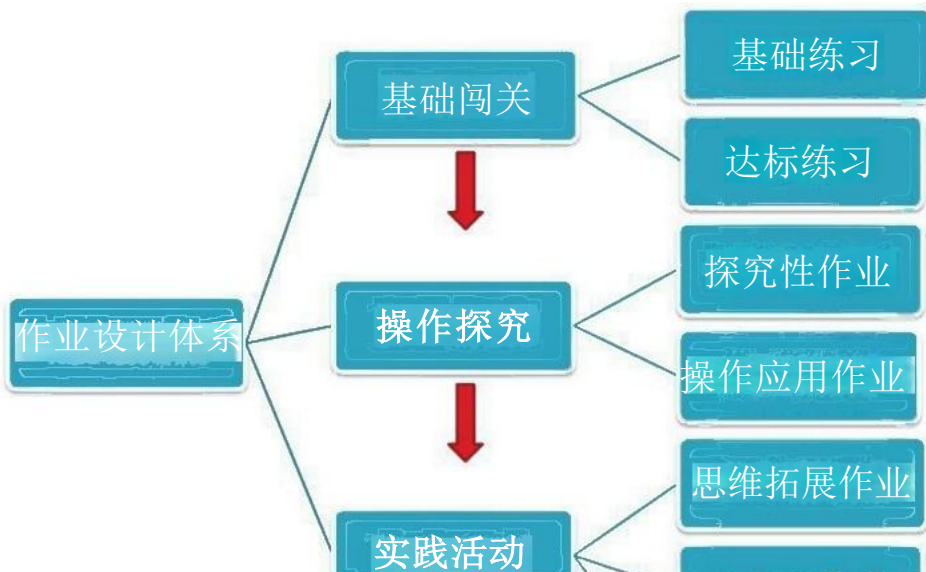 作业设计体系
基础闯关
基础练习
达标练习
操作探究
探究性作业
操作应用作业
实践活动
思维拓展作业